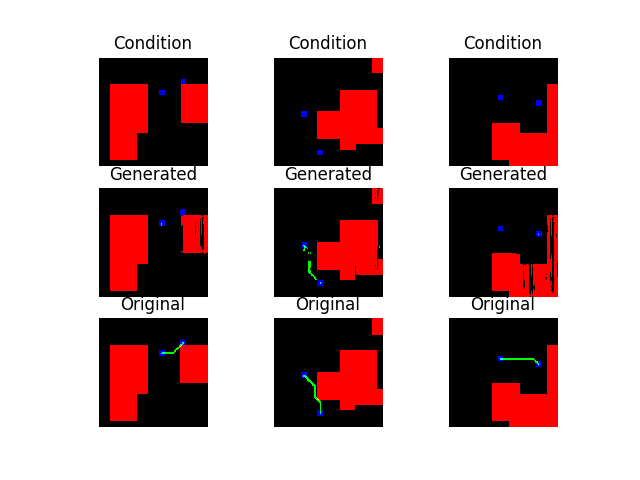 Condition
Condition
Condition
Generated
Generated
Generated
Original
Original
Original